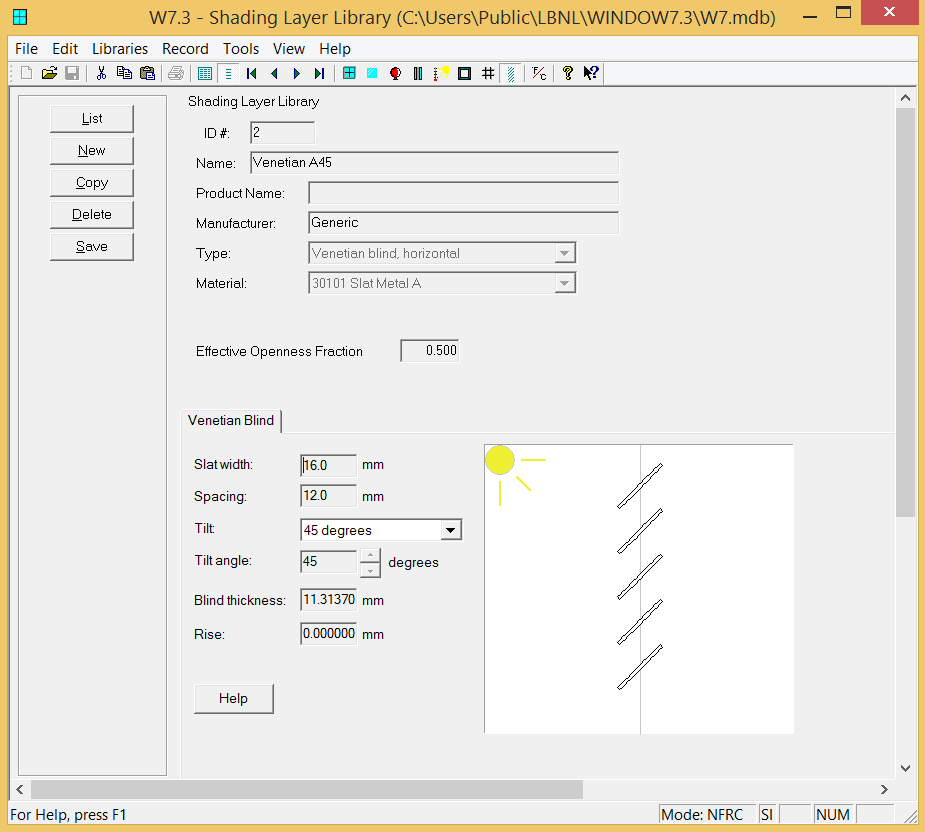 W7.3 - Shading Layer Library (C:\Users\Public\LBNL\WINDOW7.3\W7.mdb)
File Edit Libraries Record Tools View Help
°F/C ? ?
List
New
Copy
Delete
Save
Shading Layer Library
ID #: 2
Name: Venetian A45
Product Name:
Manufacturer: Generic
Type: Venetian blind, horizontal
Material: 30101 Slat Metal A
Effective Openness Fraction 0.500
Venetian Blind
Slat width: 16.0 mm
Spacing: 12.0 mm
Tilt: 45 degrees
Tilt angle: 45 degrees
Blind thickness: 11.31370 mm
Rise: 0.000000 mm
Help
For Help, press F1 Mode: NFRC SI NUM